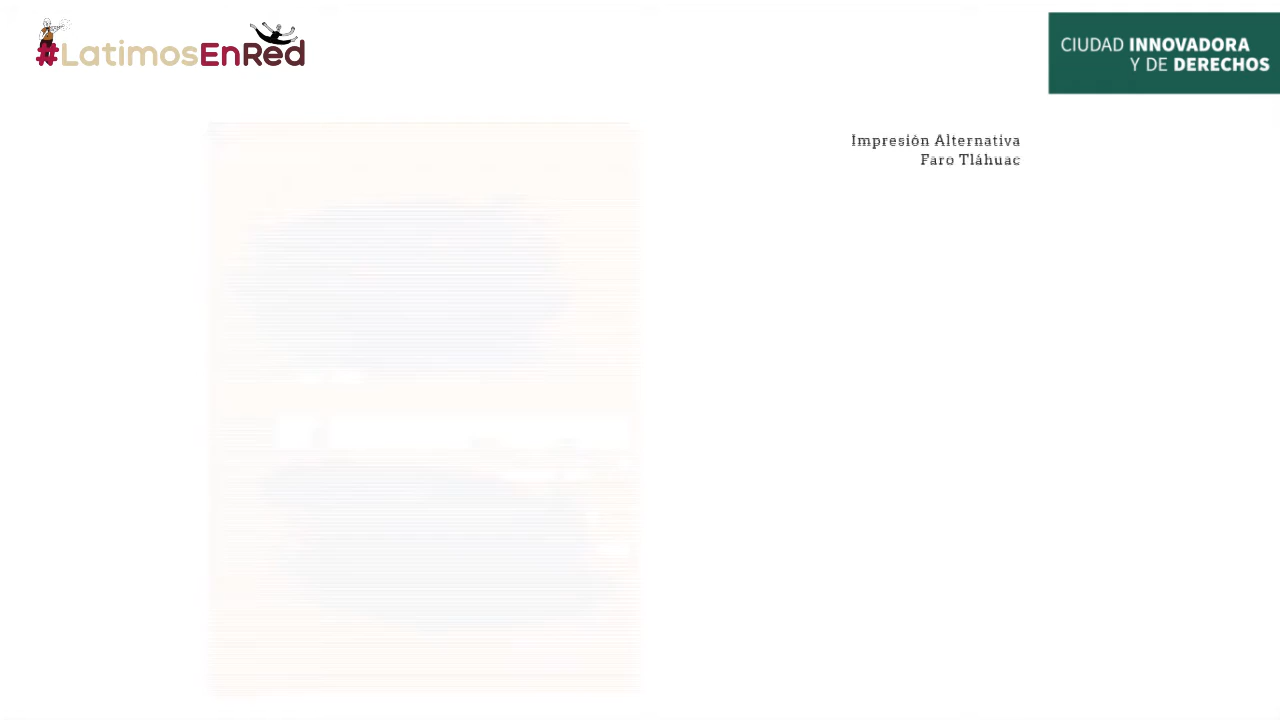 #LatimosEnRed
CIUDAD INNOVADORA
Y DE DERECHOS
Impresión Alternativa
Faro Tláhuac